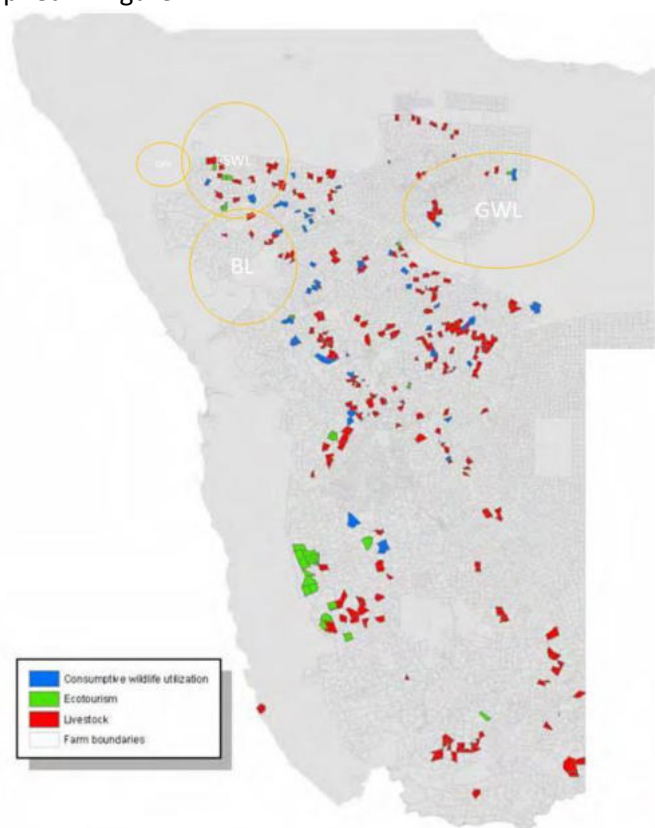 SWL
GWL
BL
Consumptive wildlife utilization
Ecotourism
Livestock
Farm boundaries